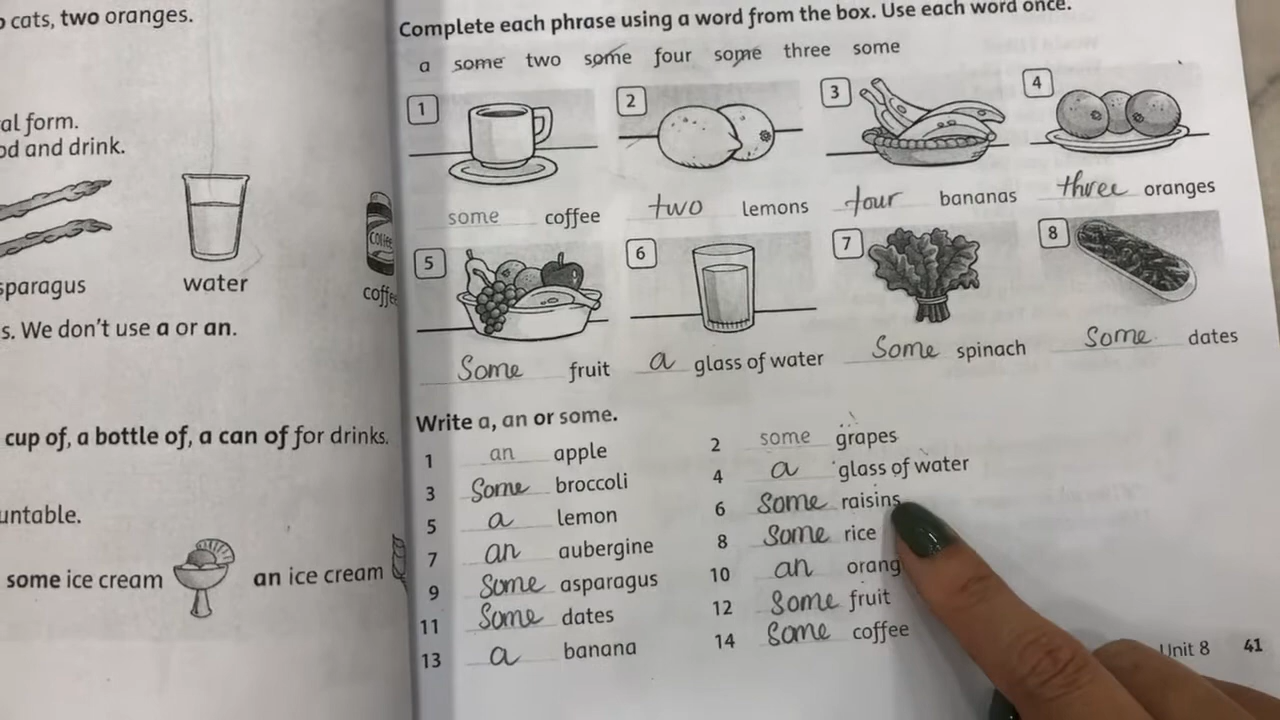 cats, two oranges.
al form.
od and drink.
sparagus
water
coffe
s. We don't use a or an.
cup of, a bottle of, a can of for drinks.
untable.
some ice cream
an ice cream
Complete each phrase using a word from the box. Use each word once.
a some two some four some three some
1 2 3 4
some coffee two lemons four bananas three oranges
5 6 7 8
Some fruit a glass of water Some spinach Some dates
Write a, an or some.
1 an apple 2 some grapes
3 Some broccoli 4 a glass of water
5 a lemon 6 Some raisins
7 an aubergine 8 Some rice
9 Some asparagus 10 an orang
11 Some dates 12 Some fruit
13 a banana 14 Some coffee
Unit 8 41